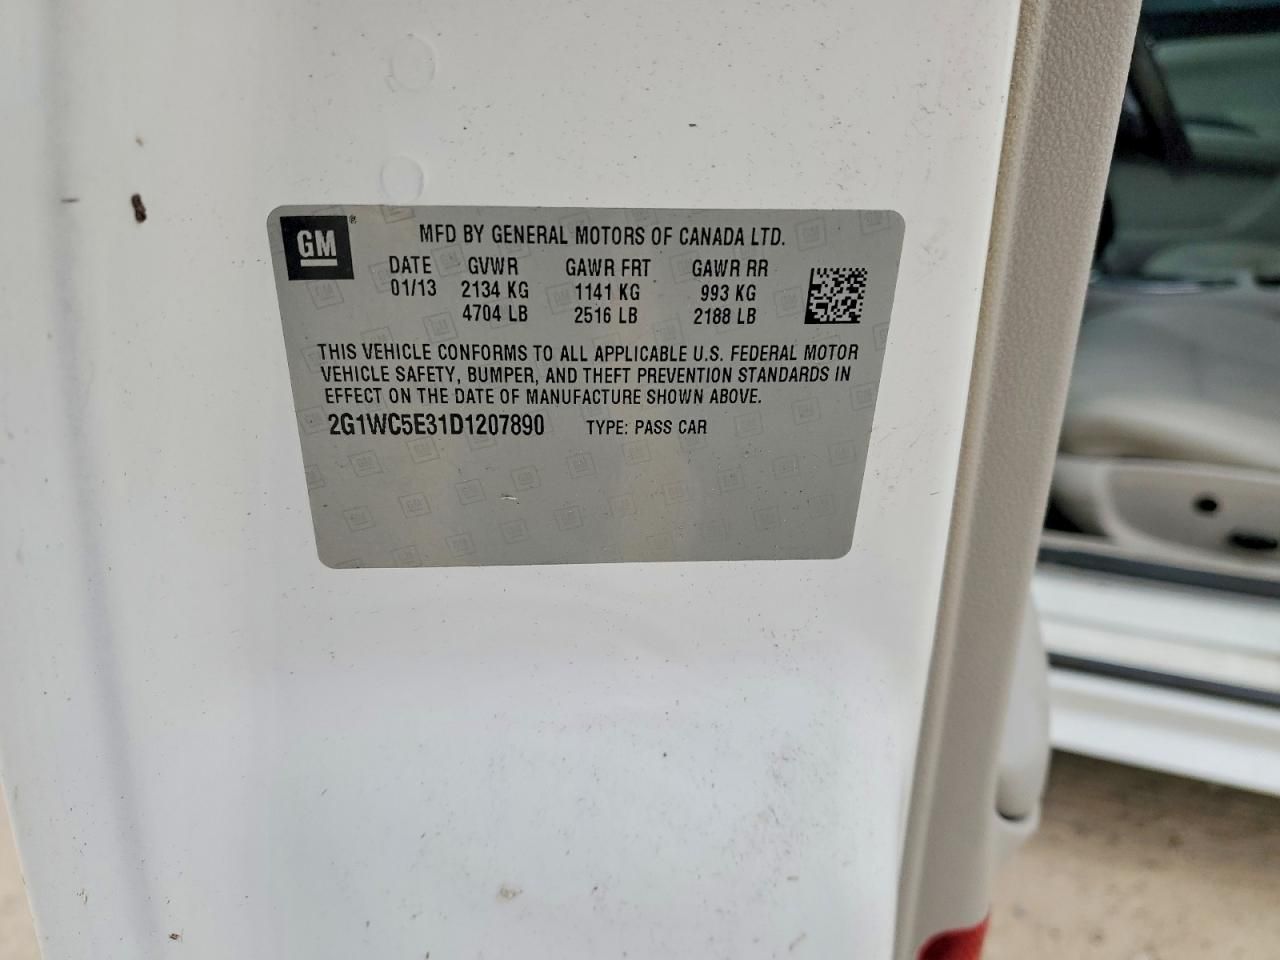 GM ®
MFD BY GENERAL MOTORS OF CANADA LTD.
DATE GVWR GAWR FRT GAWR RR
01/13 2134 KG 1141 KG 993 KG
4704 LB 2516 LB 2188 LB
THIS VEHICLE CONFORMS TO ALL APPLICABLE U.S. FEDERAL MOTOR
VEHICLE SAFETY, BUMPER, AND THEFT PREVENTION STANDARDS IN
EFFECT ON THE DATE OF MANUFACTURE SHOWN ABOVE.
2G1WC5E31D1207890 TYPE: PASS CAR